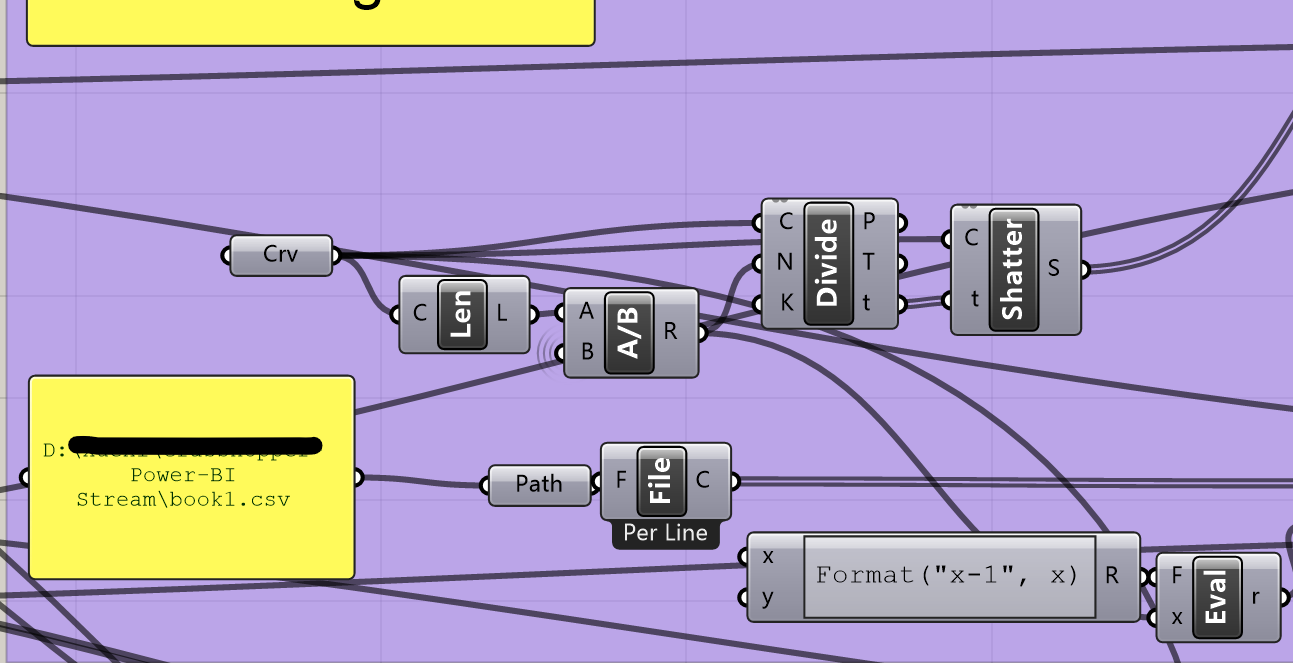 g
Crv
C Len L
A
B A/B R
C
N
K Divide P
T
t
C
t Shatter S
D:\
Power-BI
Stream\book1.csv
Path
F File C
Per Line
x
y Format("x-1", x) R
F
x Eval r